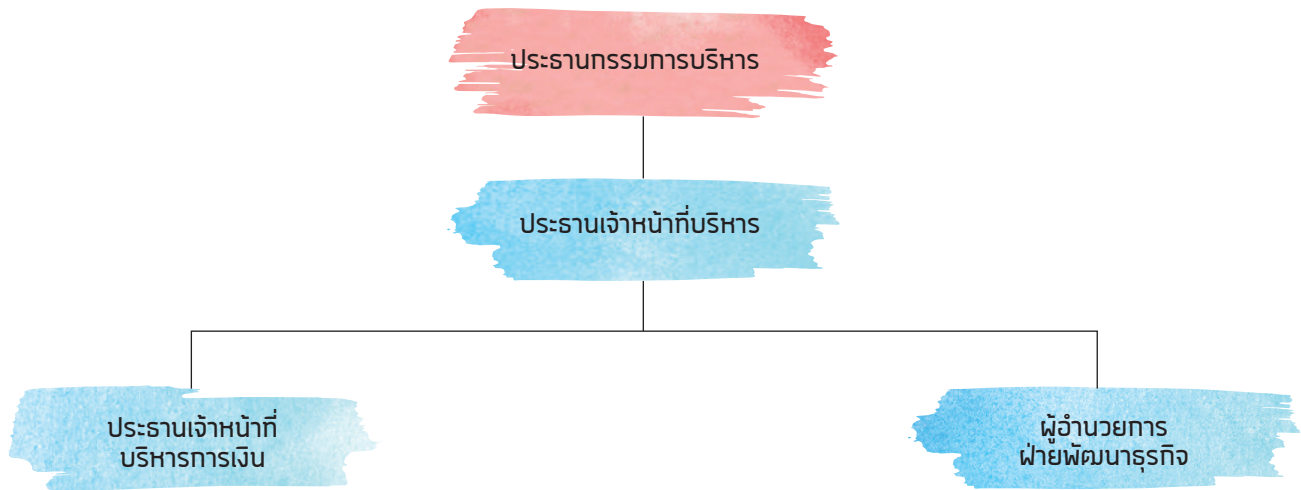 ประธานกรรมการบริหาร
ประธานเจ้าหน้าที่บริหาร
ประธานเจ้าหน้าที่
บริหารการเงิน
ผู้อำนวยการ
ฝ่ายพัฒนาธุรกิจ